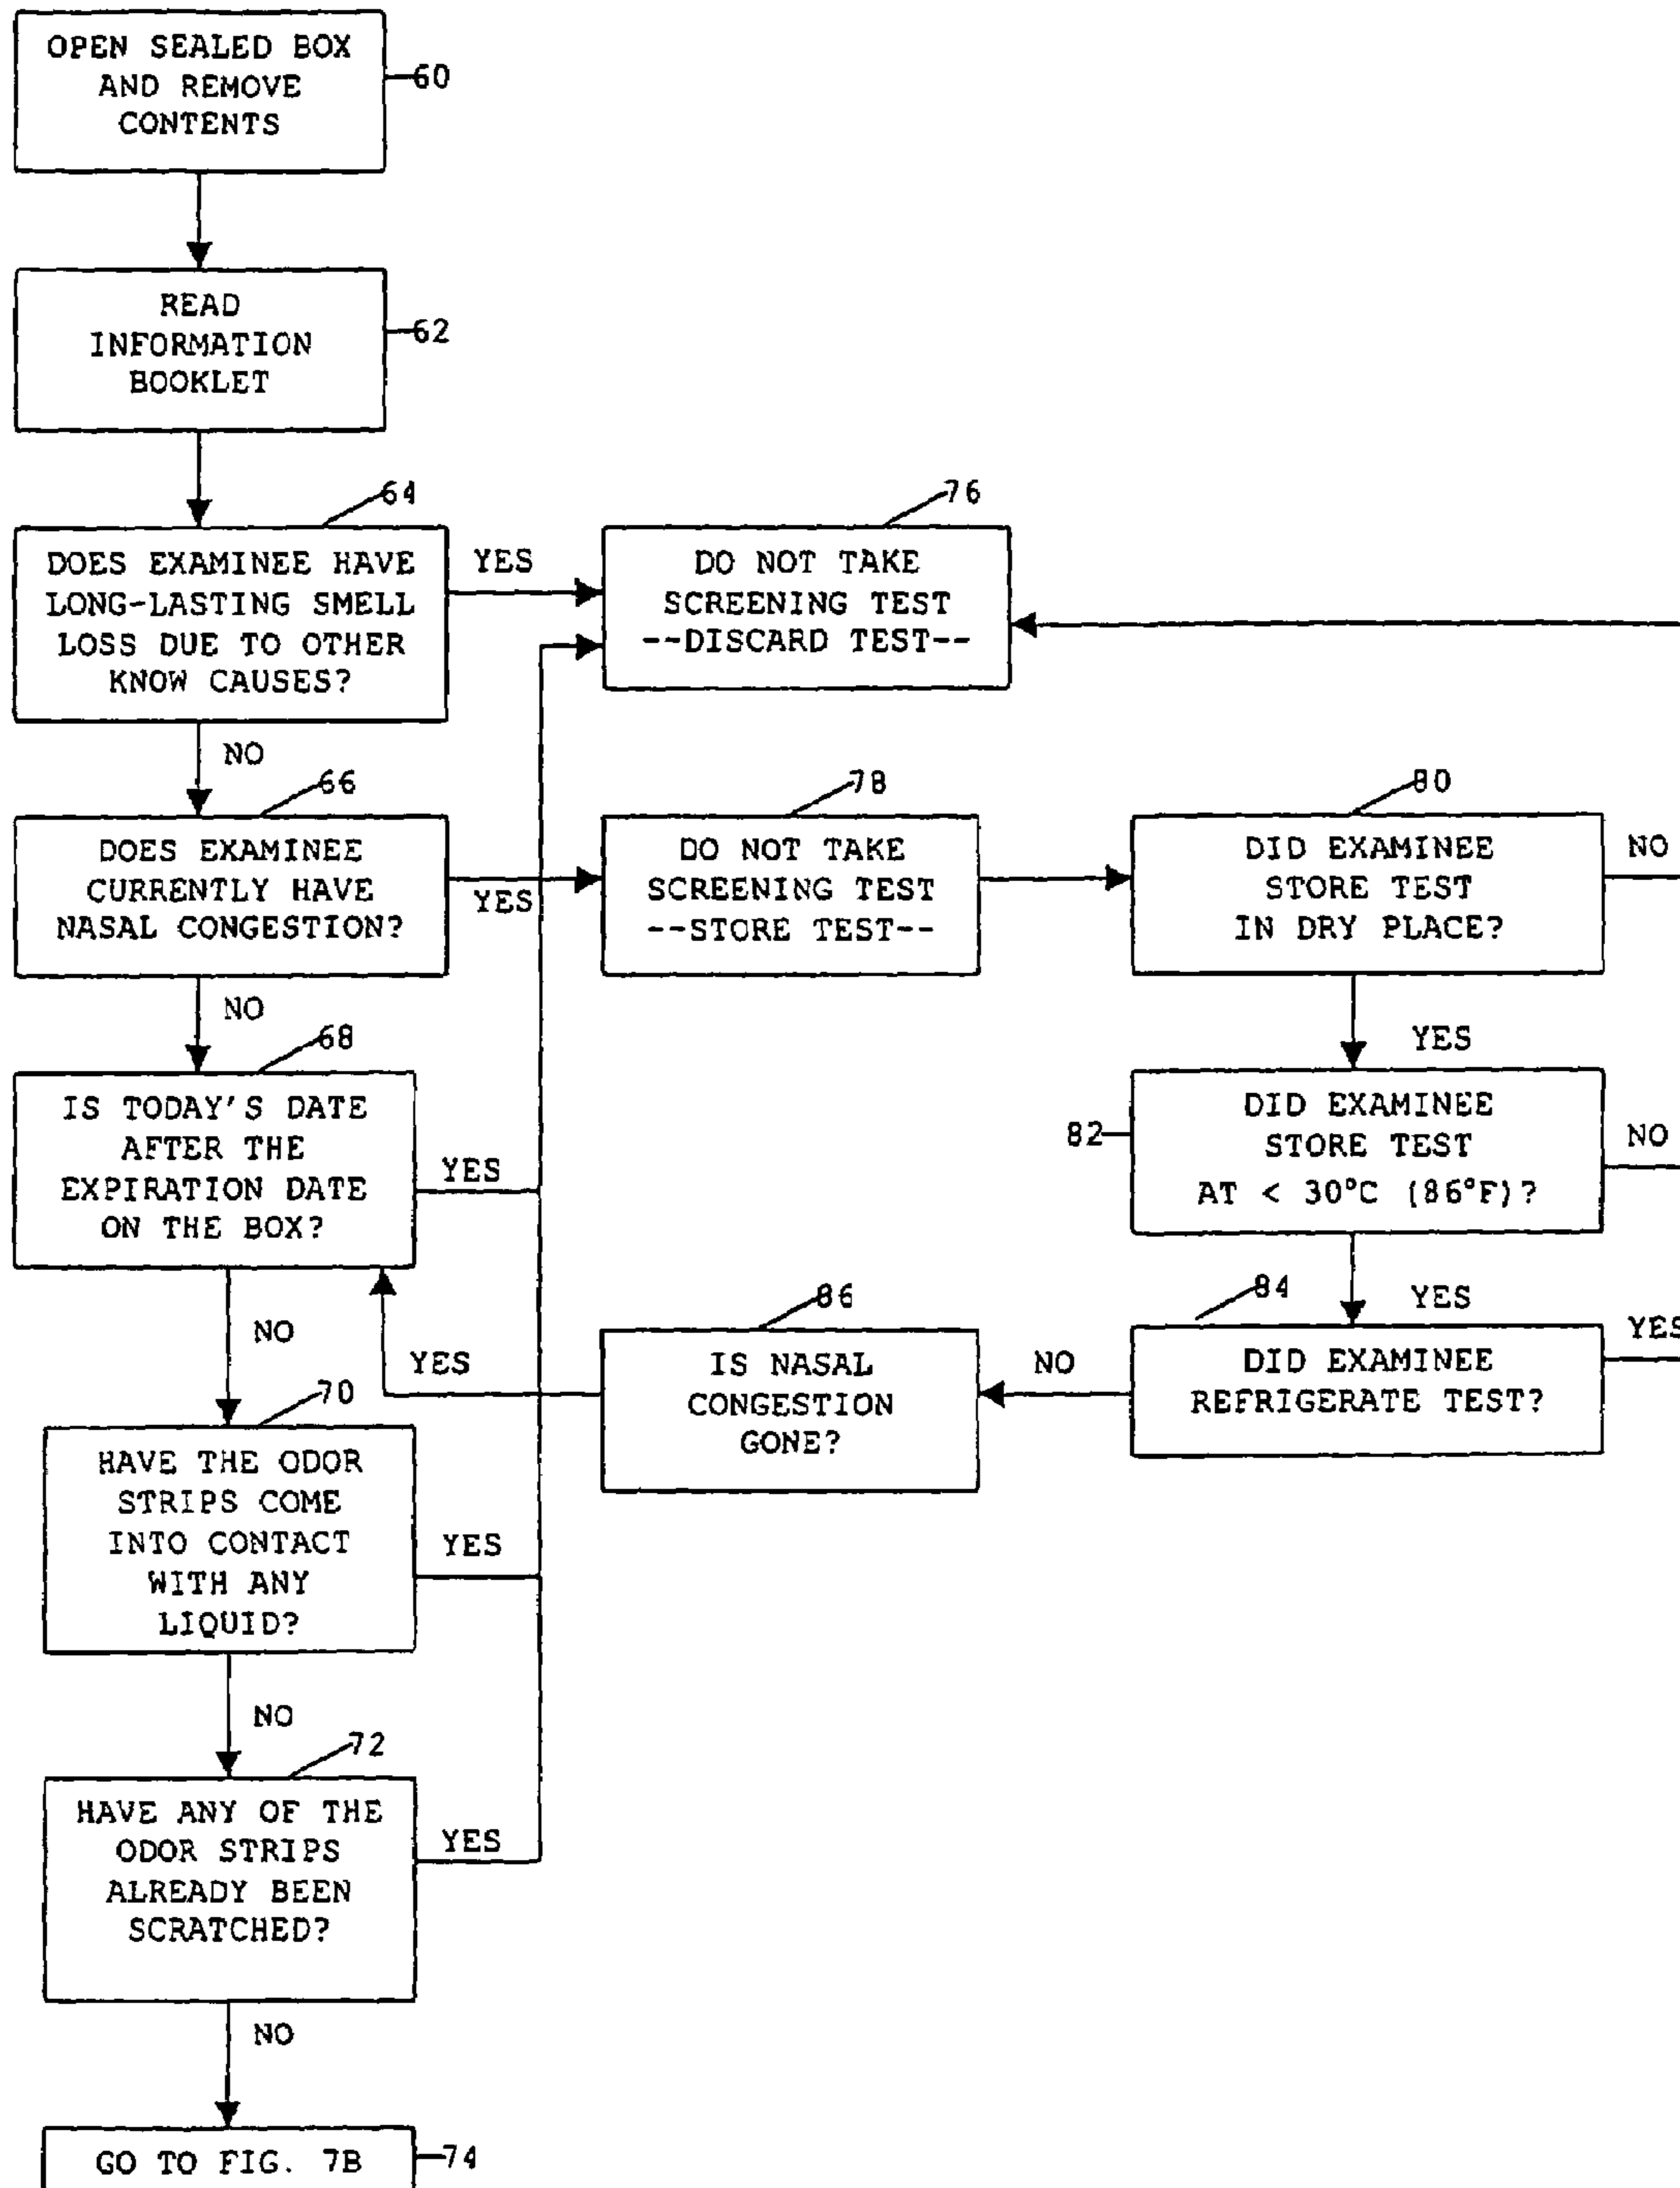 OPEN SEALED BOX
AND REMOVE
CONTENTS
60
READ
INFORMATION
BOOKLET
62
64
DOES EXAMINEE HAVE
LONG-LASTING SMELL
LOSS DUE TO OTHER
KNOW CAUSES?
YES
NO
76
DO NOT TAKE
SCREENING TEST
--DISCARD TEST--
66
DOES EXAMINEE
CURRENTLY HAVE
NASAL CONGESTION?
YES
NO
78
DO NOT TAKE
SCREENING TEST
--STORE TEST--
80
DID EXAMINEE
STORE TEST
IN DRY PLACE?
NO
YES
68
IS TODAY'S DATE
AFTER THE
EXPIRATION DATE
ON THE BOX?
YES
NO
82
DID EXAMINEE
STORE TEST
AT < 30°C (86°F)?
NO
YES
84
DID EXAMINEE
REFRIGERATE TEST?
YES
NO
86
IS NASAL
CONGESTION
GONE?
YES
70
HAVE THE ODOR
STRIPS COME
INTO CONTACT
WITH ANY
LIQUID?
YES
NO
72
HAVE ANY OF THE
ODOR STRIPS
ALREADY BEEN
SCRATCHED?
YES
NO
GO TO FIG. 7B
74